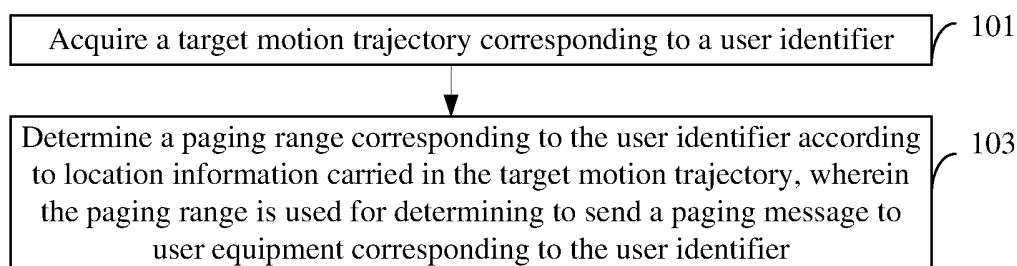 Acquire a target motion trajectory corresponding to a user identifier
101
Determine a paging range corresponding to the user identifier according
to location information carried in the target motion trajectory, wherein
the paging range is used for determining to send a paging message to
user equipment corresponding to the user identifier
103